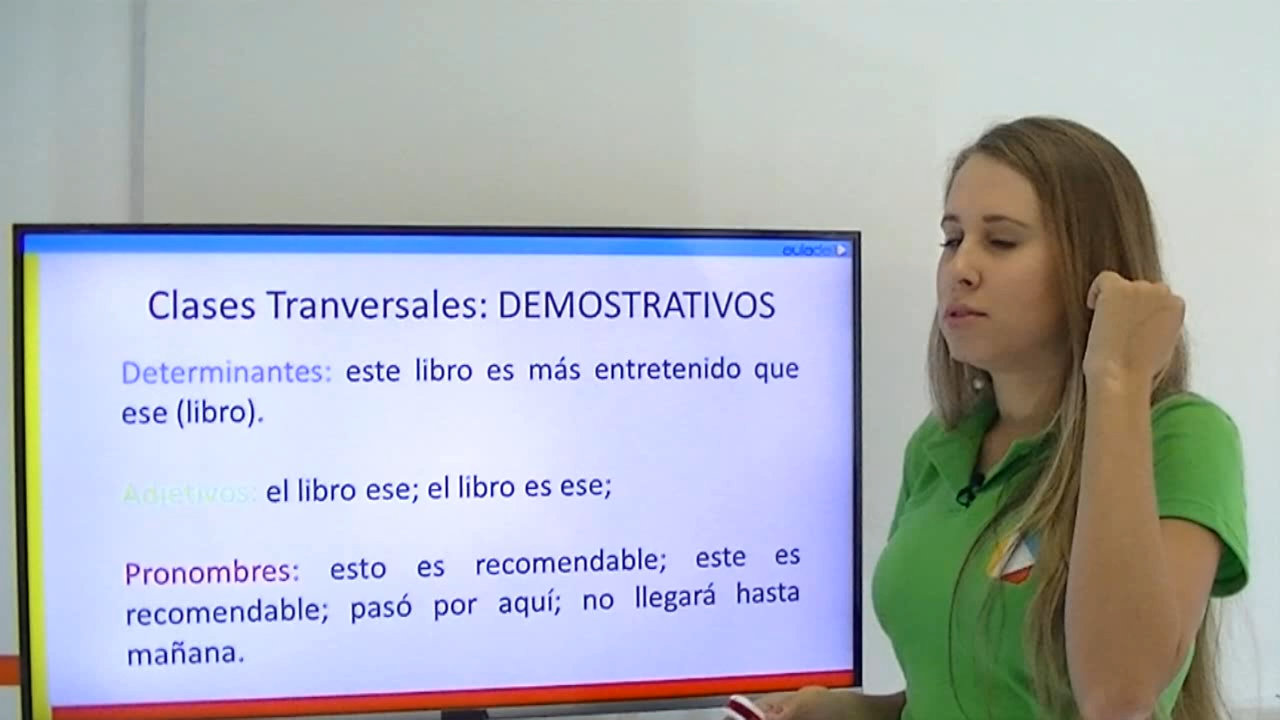 Clases Tranversales: DEMOSTRATIVOS
Determinantes: este libro es más entretenido que
ese (libro).
Adjetivos: el libro ese; el libro es ese;
Pronombres: esto es recomendable; este es
recomendable; pasó por aquí; no llegará hasta
mañana.